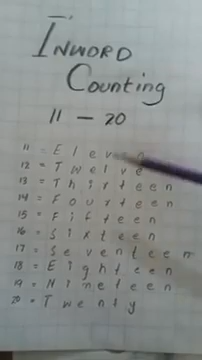 INWORD
Counting
11 - 20
11 = Eleven
12 = Twelve
13 = Thirteen
14 = Fourteen
15 = Fifteen
16 = Sixteen
17 = Seventeen
18 = Eighteen
19 = Nineteen
20 = Twenty